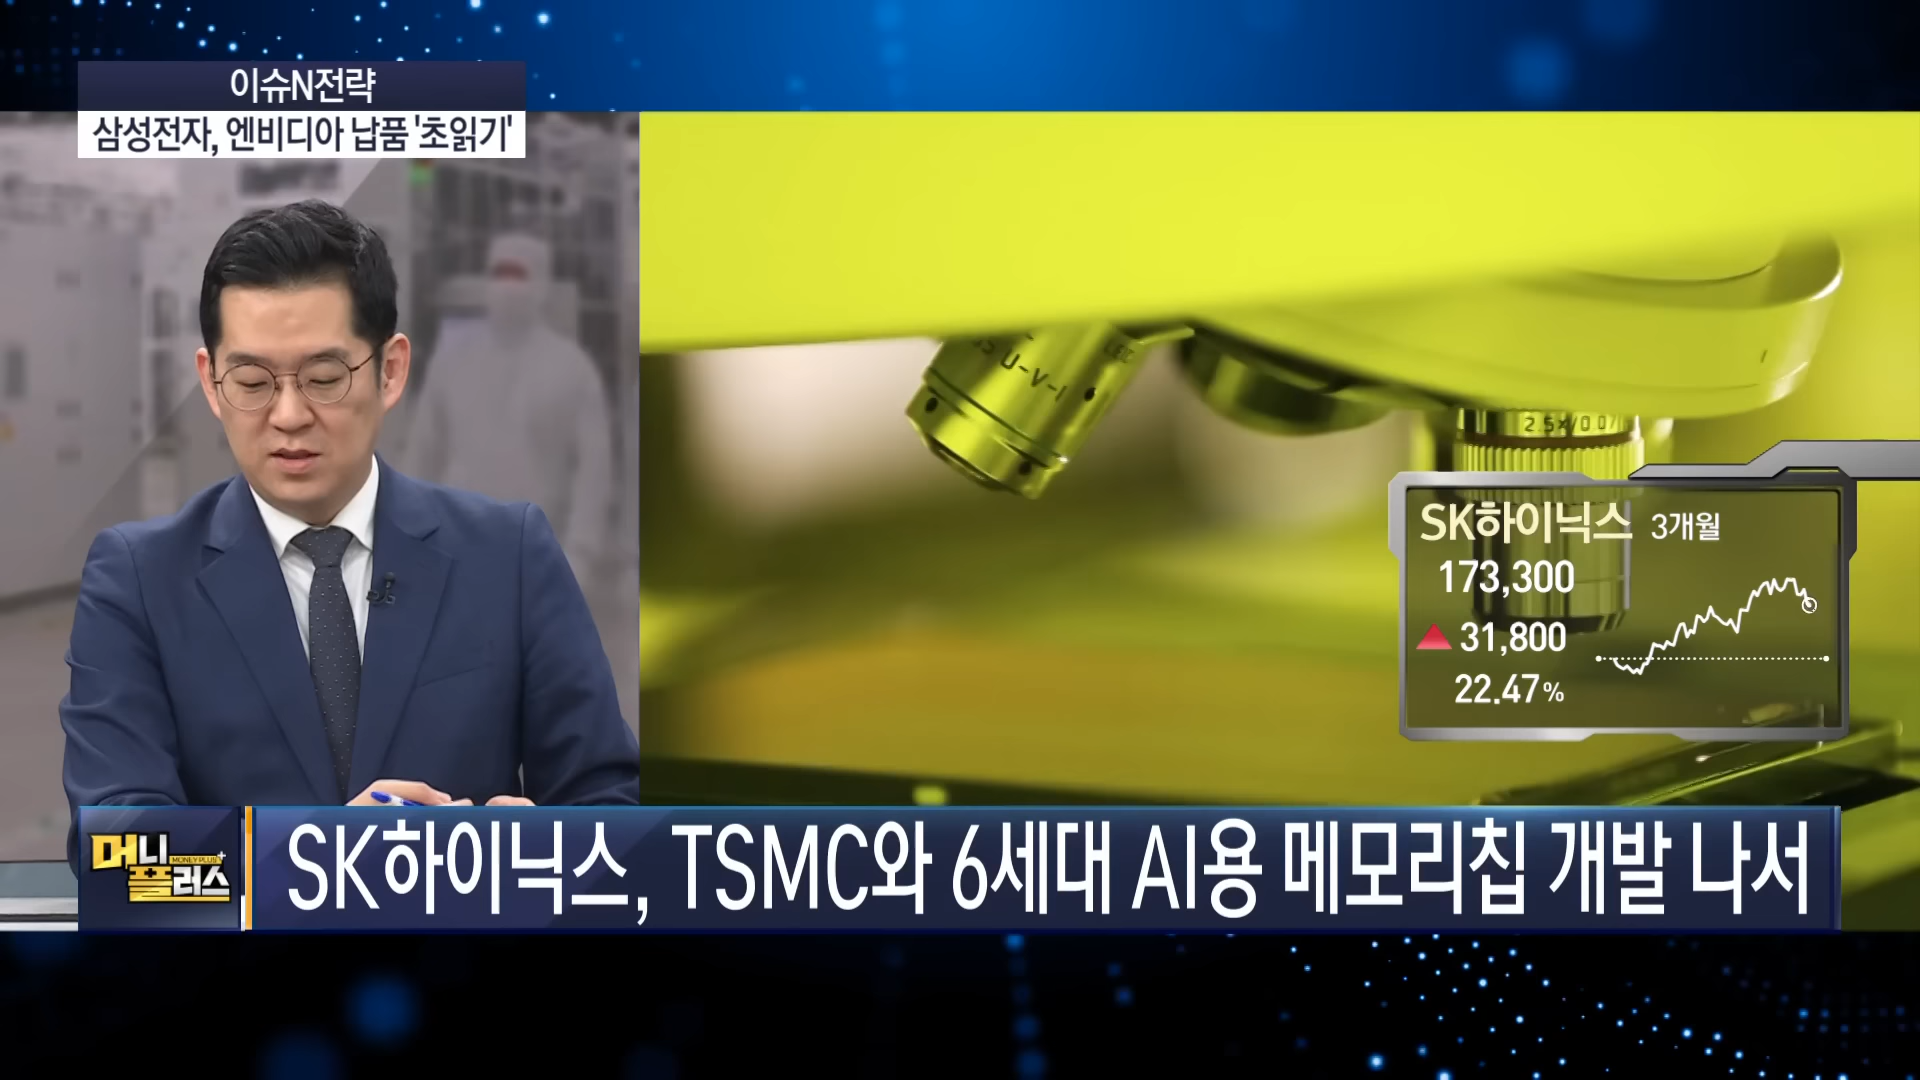 이슈N전략
삼성전자, 엔비디아 납품 '초읽기'
U-V-I
2.5x/0.07
SK하이닉스 3개월
173,300
▲ 31,800
22.47%
머니
MONEY PLUS+
플러스
SK하이닉스, TSMC와 6세대 AI용 메모리칩 개발 나서